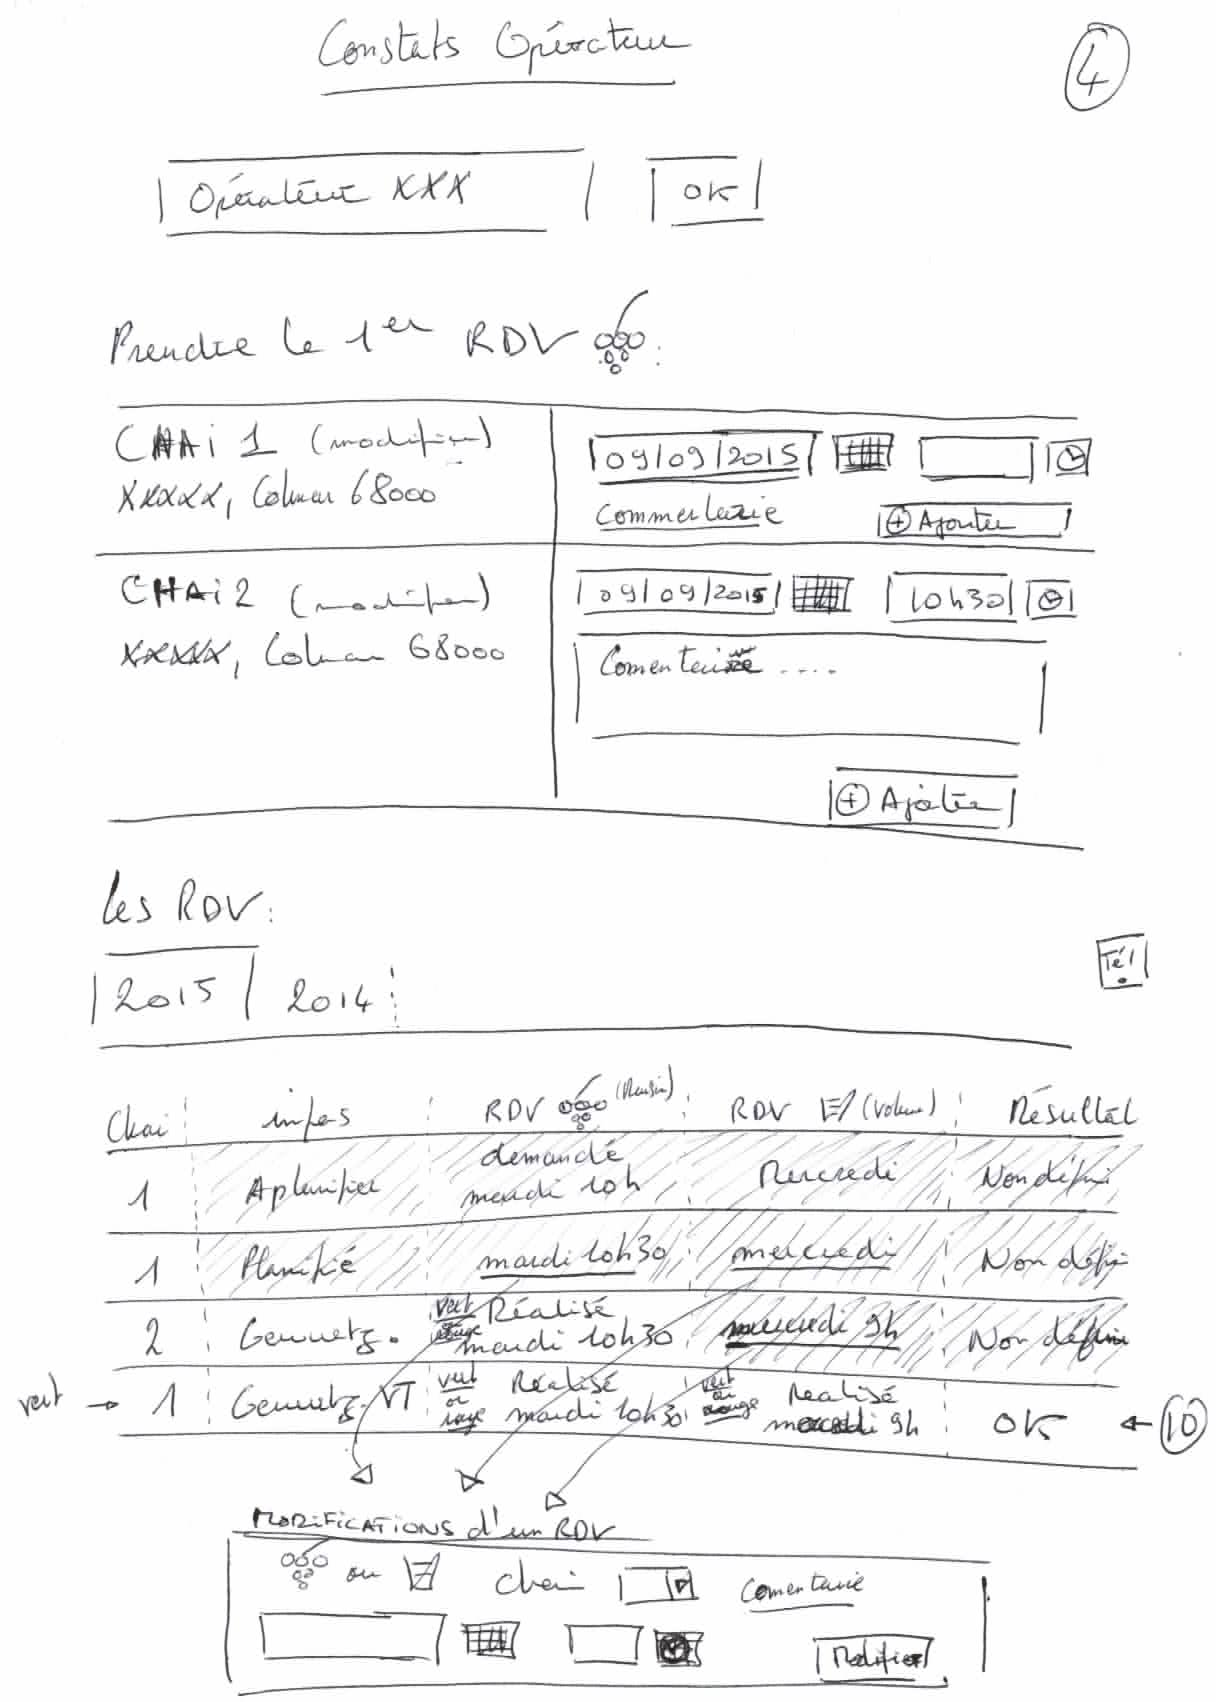 Constats Opérateur
4
Opérateur XXX
OK
Prendre le 1er RDV :
CHAi 1 (modifier)
XXXXX, Colmar 68000
09/09/2015
Commentaire
+ Ajouter
CHAi 2 (modifier)
XXXXX, Colmar 68000
09/09/2015
10h30
Comentaire ....
+ Ajouter
Les RDV :
Tél
2015
2014
Chai infos RDV (Raisin) RDV (Volume) Résultat
1 A planifier demandé mardi 10h Mercredi Non défini
1 Planifié mardi 10h30 mercredi Non défini
2 Gewurtz. vert Réalisé mardi 10h30 mercredi 9h Non défini
vert → 1 Gewurtz VT vert ou rouge Réalisé mardi 10h30 vert ou rouge Réalisé mercredi 9h OK ← 10
MODIFICATIONS d'un RDV
ou chai Comentaire
Modifier